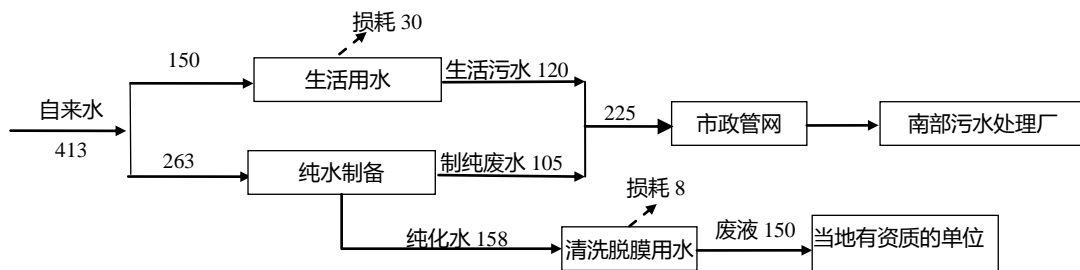 损耗 30
150
生活用水
生活污水 120
自来水
413
225
市政管网
南部污水处理厂
263
纯水制备
制纯废水 105
损耗 8
纯化水 158
清洗脱膜用水
废液 150
当地有资质的单位